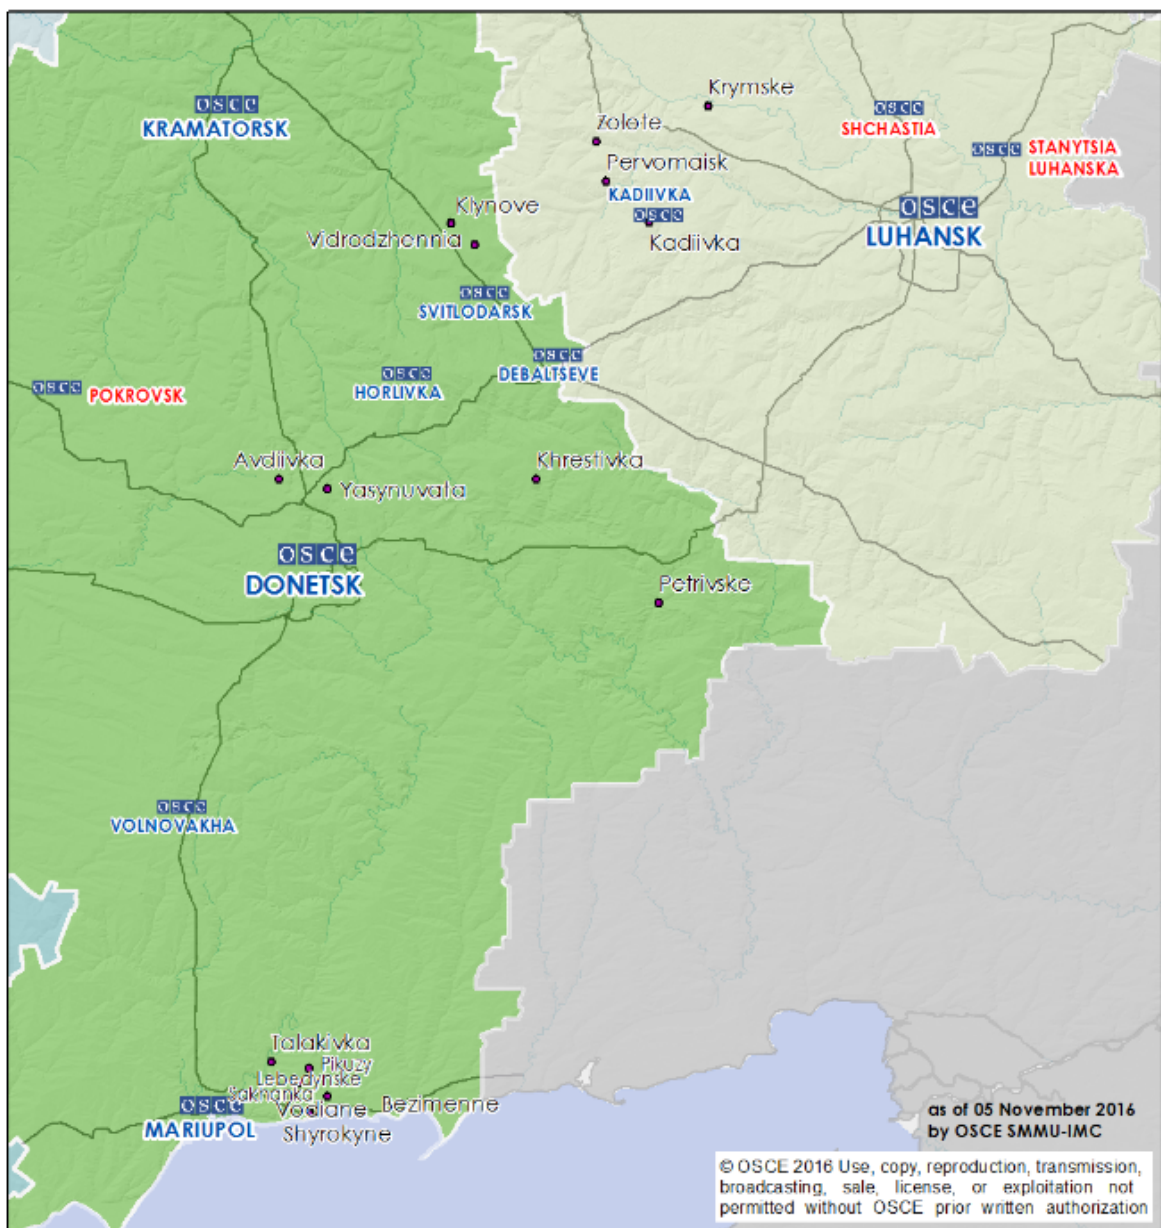 Krymske
osce
KRAMATORSK
osce
SHCHASTIA
Zolote
osce
STANYTSIA
LUHANSKA
Pervomaisk
KADIIVKA
osce
Kadiivka
Klynove
Vidrodzhennia
osce
LUHANSK
osce
SVITLODARSK
osce
DEBALTSEVE
osce
HORLIVKA
osce
POKROVSK
Avdiivka
Yasynuvata
Khrestivka
osce
DONETSK
Petrivske
osce
VOLNOVAKHA
Talakivka
Pikuzy
Lebedynske
Sakhanka
osce
MARIUPOL
Vodiane
Bezimenne
Shyrokyne
as of 05 November 2016
by OSCE SMMU-IMC
© OSCE 2016 Use, copy, reproduction, transmission,
broadcasting, sale, license, or exploitation not
permitted without OSCE prior written authorization